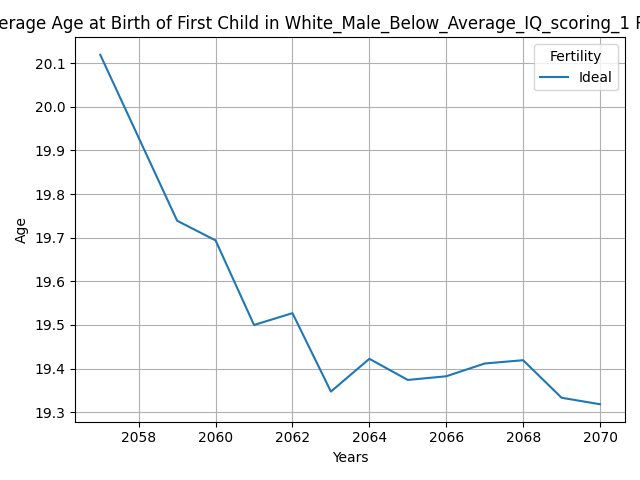 erage Age at Birth of First Child in White_Male_Below_Average_IQ_scoring_1
Fertility
Ideal
20.1
20.0
19.9
19.8
19.7
19.6
19.5
19.4
19.3
Age
2058 2060 2062 2064 2066 2068 2070
Years